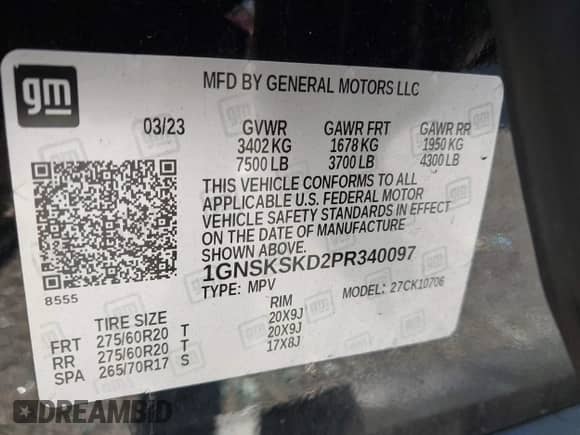 gm
MFD BY GENERAL MOTORS LLC
03/23 GVWR GAWR FRT GAWR RR
3402 KG 1678 KG 1950 KG
7500 LB 3700 LB 4300 LB
THIS VEHICLE CONFORMS TO ALL
APPLICABLE U.S. FEDERAL MOTOR
VEHICLE SAFETY STANDARDS IN EFFECT
ON THE DATE OF MANUFACTURE
SHOWN ABOVE.
1GNSKSKD2PR340097
8555 TYPE: MPV MODEL: 27CK10706
TIRE SIZE RIM
FRT 275/60R20 T 20X9J
RR 275/60R20 T 20X9J
SPA 265/70R17 S 17X8J
DREAMBID